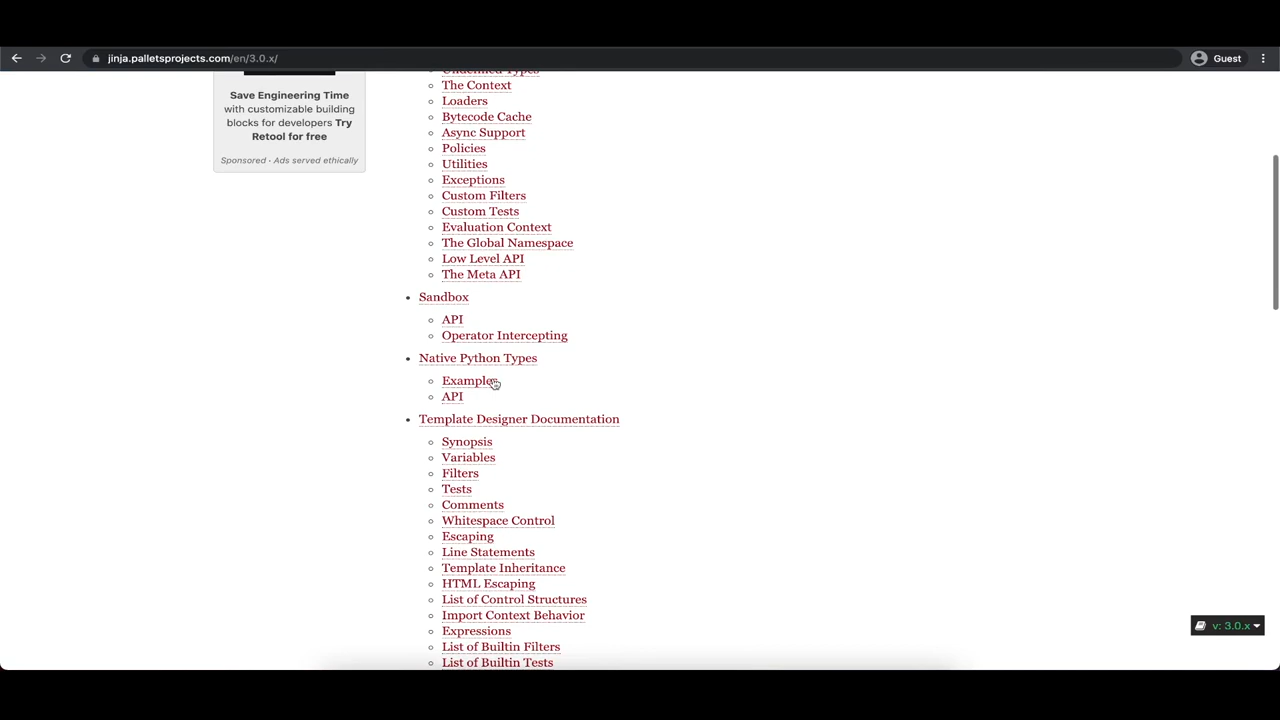 jinja.palletsprojects.com/en/3.0.x/
Guest
Save Engineering Time
with customizable building
blocks for developers Try
Retool for free
Sponsored · Ads served ethically
Undefined Types
The Context
Loaders
Bytecode Cache
Async Support
Policies
Utilities
Exceptions
Custom Filters
Custom Tests
Evaluation Context
The Global Namespace
Low Level API
The Meta API
Sandbox
API
Operator Intercepting
Native Python Types
Examples
API
Template Designer Documentation
Synopsis
Variables
Filters
Tests
Comments
Whitespace Control
Escaping
Line Statements
Template Inheritance
HTML Escaping
List of Control Structures
Import Context Behavior
Expressions
List of Builtin Filters
List of Builtin Tests
v: 3.0.x